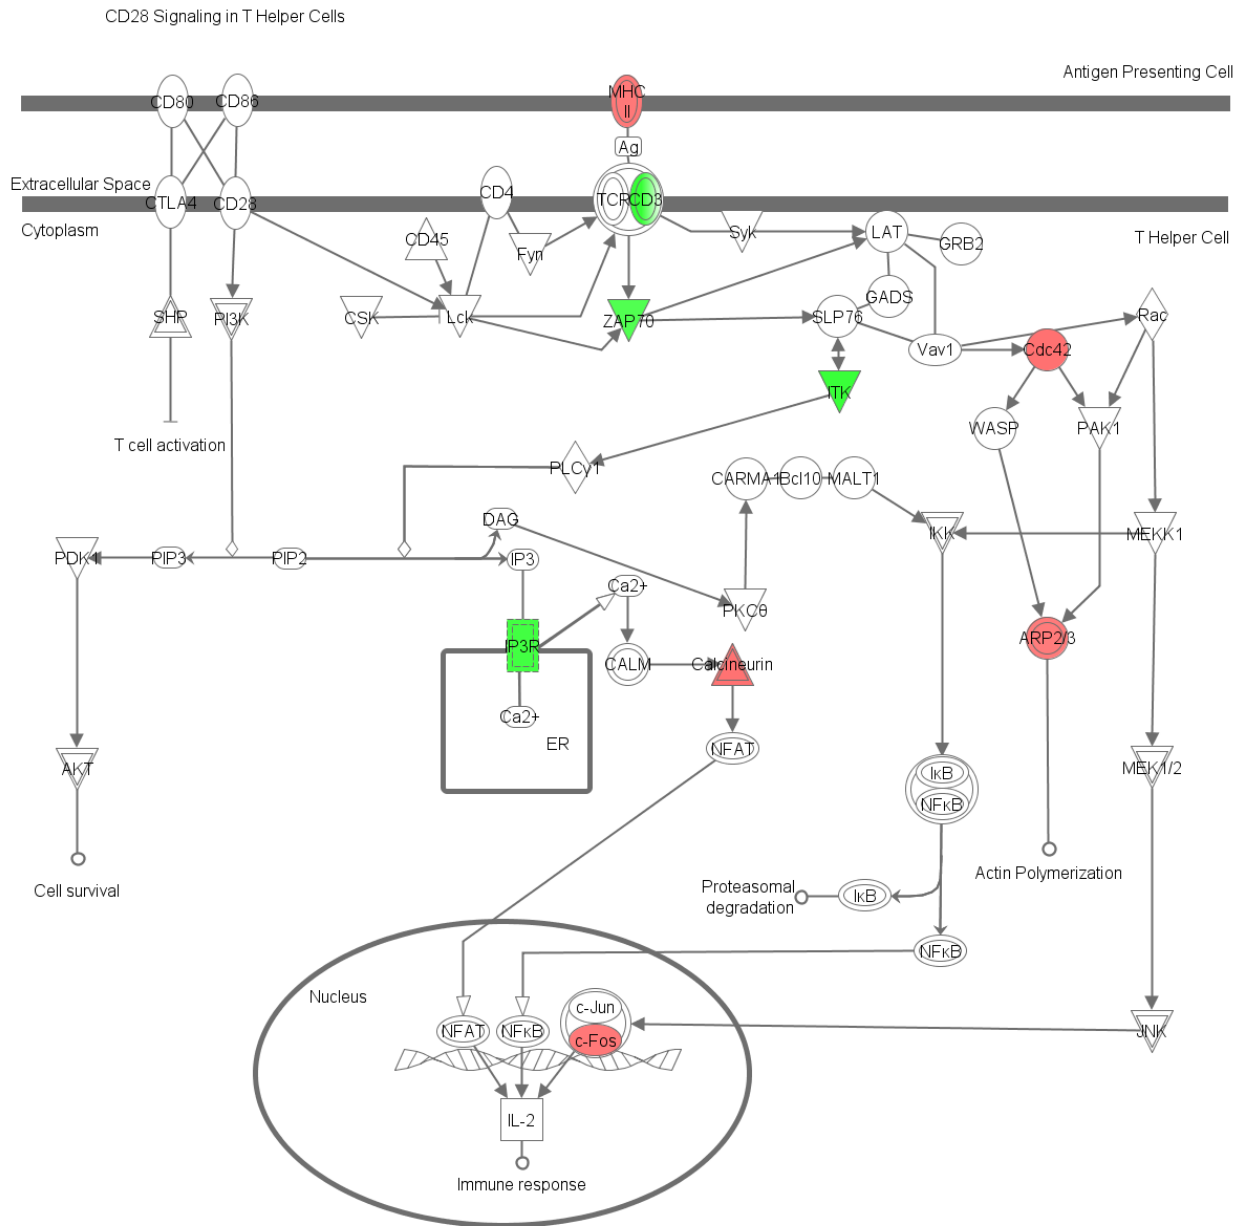 CD28 Signaling in T Helper Cells
Antigen Presenting Cell
CD80
CD86
MHC
II
Ag
Extracellular Space
CTLA4
CD28
CD4
TCR
CD3
Cytoplasm
T Helper Cell
CD45
Fyn
Syk
LAT
GRB2
GADS
SHP
PI3K
CSK
Lck
ZAP70
SLP76
Vav1
Rac
Cdc42
ITK
T cell activation
WASP
PAK1
PLCγ1
CARMA1
Bcl10
MALT1
DAG
IKK
MEKK1
PDK1
PIP3
PIP2
IP3
Ca2+
PKCθ
IP3R
CALM
Calcineurin
ARP2/3
Ca2+
ER
NFAT
AKT
MEK1/2
IκB
NFκB
Cell survival
Proteasomal
degradation
IκB
Actin Polymerization
NFκB
Nucleus
NFAT
NFκB
c-Jun
c-Fos
JNK
IL-2
Immune response